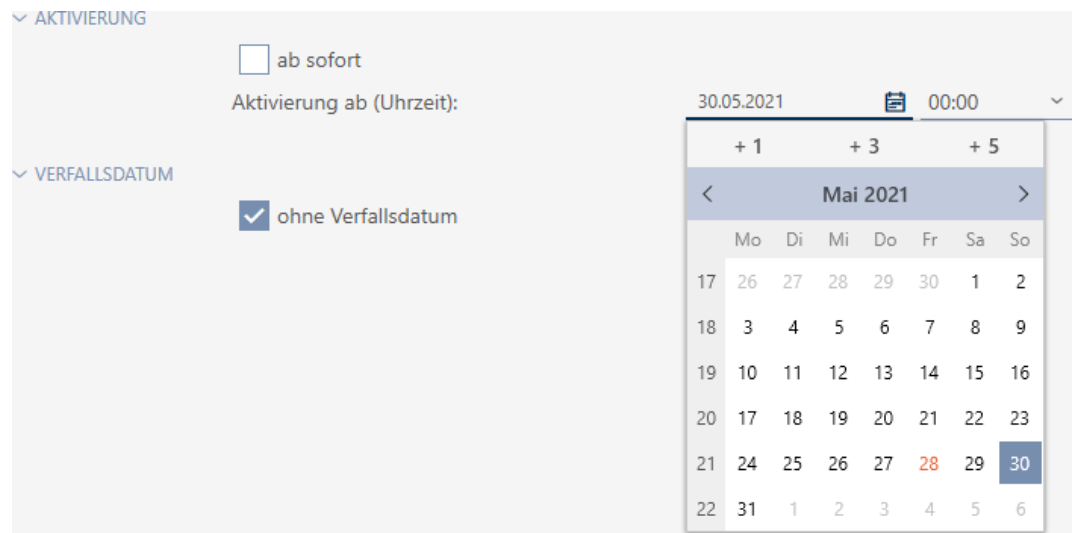 AKTIVIERUNG
ab sofort
Aktivierung ab (Uhrzeit): 30.05.2021 00:00
+ 1 + 3 + 5
VERFALLSDATUM
Mai 2021
ohne Verfallsdatum
Mo Di Mi Do Fr Sa So
17 26 27 28 29 30 1 2
18 3 4 5 6 7 8 9
19 10 11 12 13 14 15 16
20 17 18 19 20 21 22 23
21 24 25 26 27 28 29 30
22 31 1 2 3 4 5 6